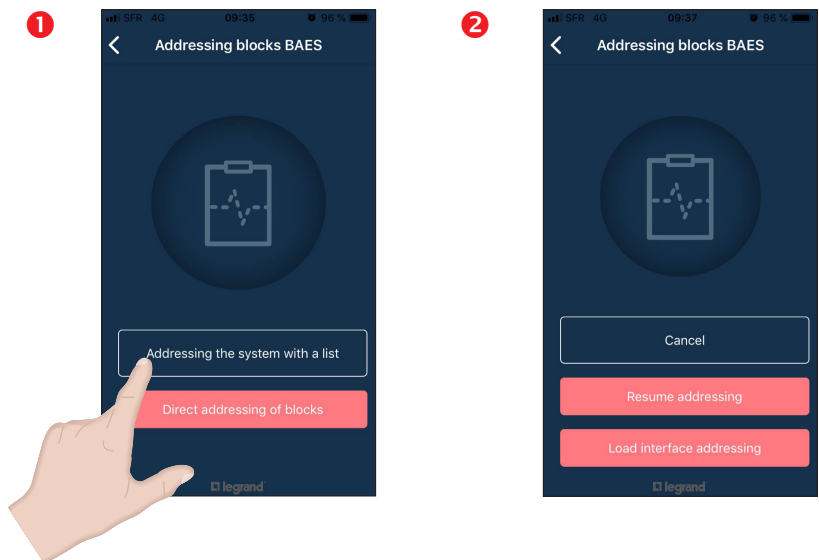 1
SFR 4G 09:35 96 %
Addressing blocks BAES
Addressing the system with a list
Direct addressing of blocks
legrand
2
SFR 4G 09:37 96 %
Addressing blocks BAES
Cancel
Resume addressing
Load interface addressing
legrand